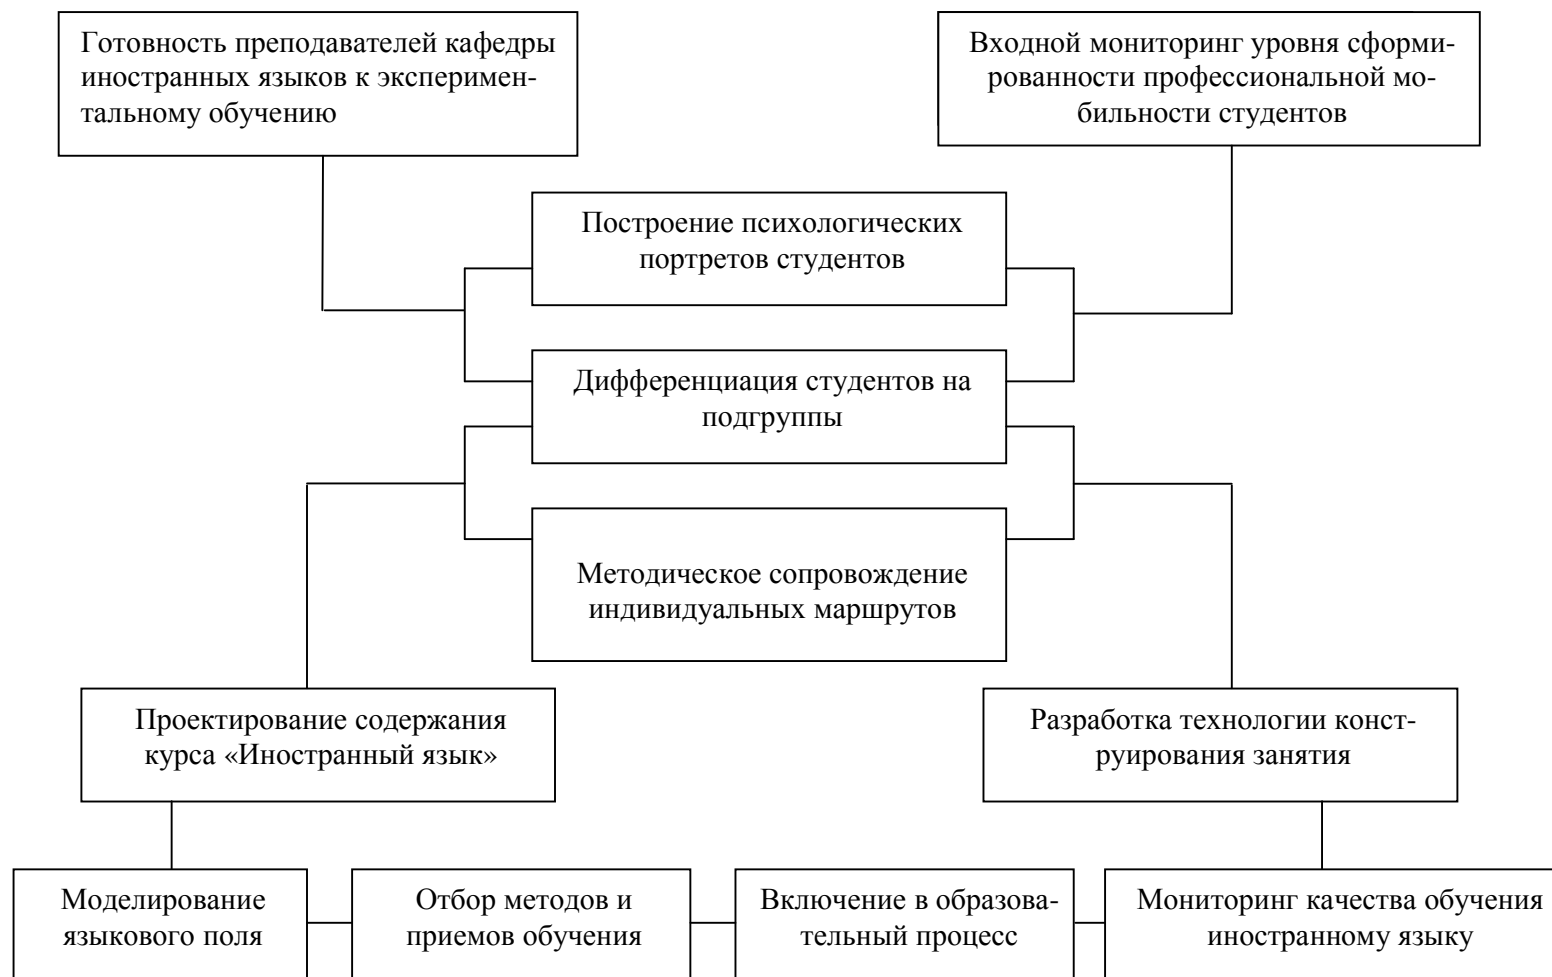 Готовность преподавателей кафедры
иностранных языков к эксперимен-
тальному обучению
Входной мониторинг уровня сформи-
рованности профессиональной мо-
бильности студентов
Построение психологических
портретов студентов
Дифференциация студентов на
подгруппы
Методическое сопровождение
индивидуальных маршрутов
Проектирование содержания
курса «Иностранный язык»
Разработка технологии конст-
руирования занятия
Моделирование
языкового поля
Отбор методов и
приемов обучения
Включение в образова-
тельный процесс
Мониторинг качества обучения
иностранному языку